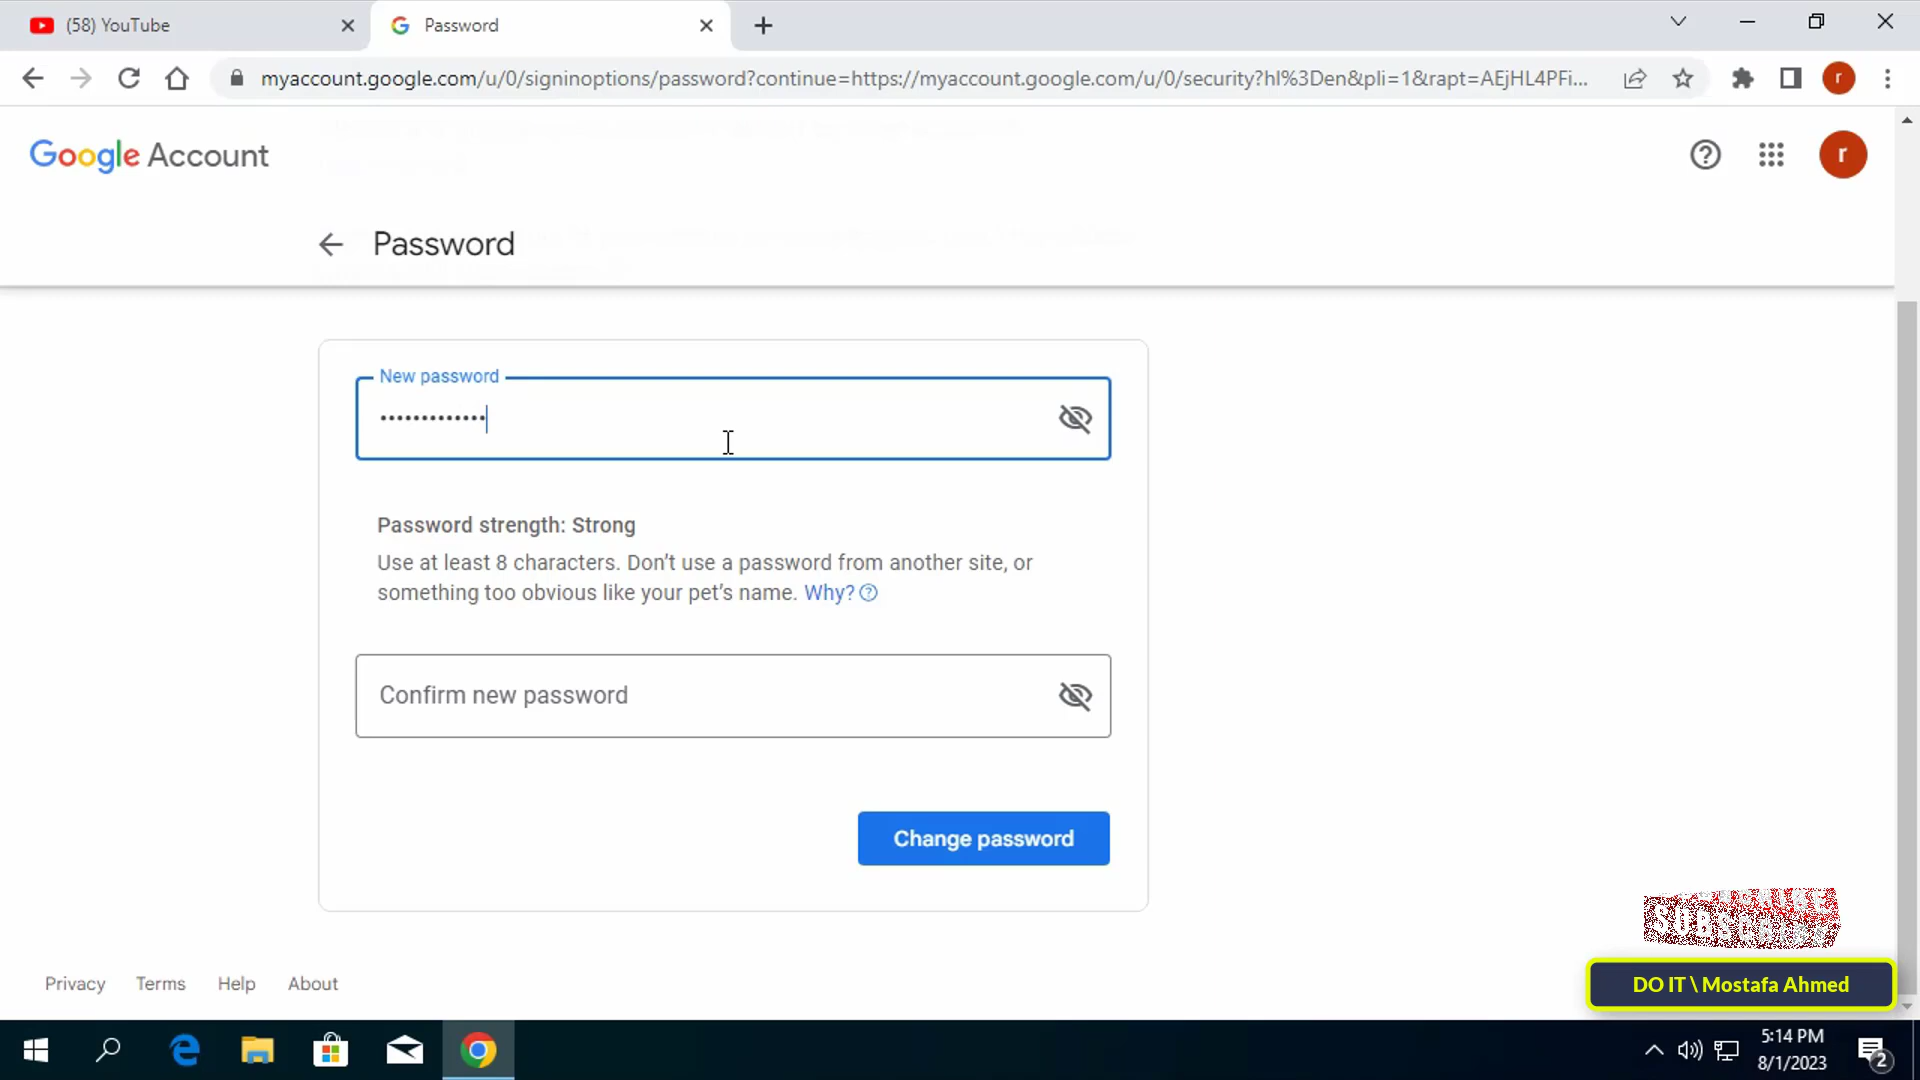 (58) YouTube
Password
myaccount.google.com/u/0/signinoptions/password?continue=https://myaccount.google.com/u/0/security?hl%3Den&pli=1&rapt=AEjHL4PFi...
r
Google Account
r
Password
New password
•••••••••••••
Password strength: Strong
Use at least 8 characters. Don't use a password from another site, or
something too obvious like your pet's name. Why?
Confirm new password
Change password
SUBSCRIBE
Privacy Terms Help About
DO IT \ Mostafa Ahmed
5:14 PM
8/1/2023
2